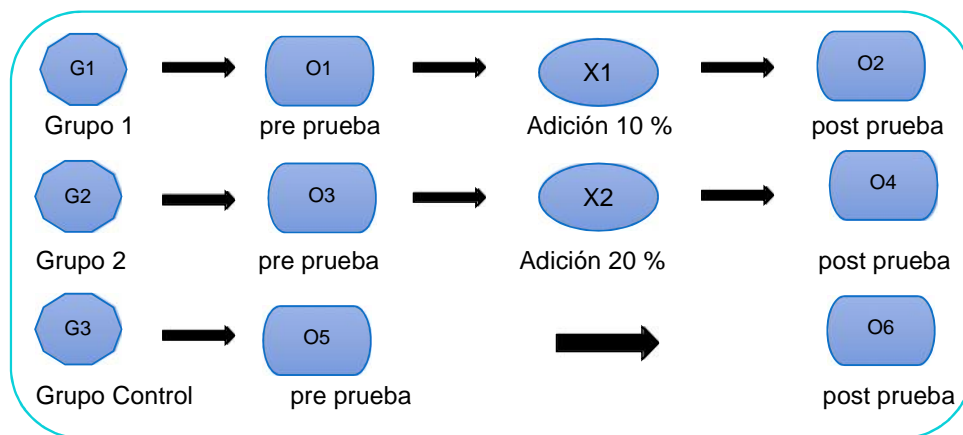 G1 O1 X1 O2
Grupo 1 pre prueba Adición 10 % post prueba
G2 O3 X2 O4
Grupo 2 pre prueba Adición 20 % post prueba
G3 O5 O6
Grupo Control pre prueba post prueba